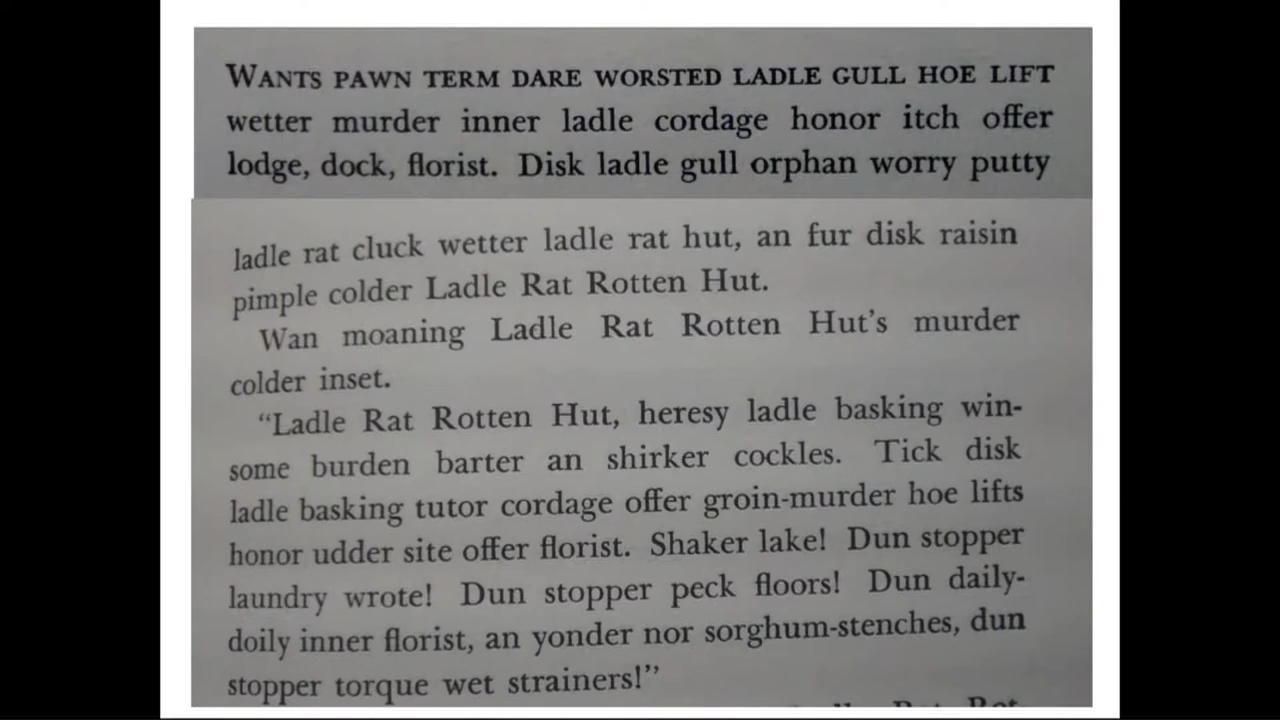 WANTS PAWN TERM DARE WORSTED LADLE GULL HOE LIFT
wetter murder inner ladle cordage honor itch offer
lodge, dock, florist. Disk ladle gull orphan worry putty
ladle rat cluck wetter ladle rat hut, an fur disk raisin
pimple colder Ladle Rat Rotten Hut.
Wan moaning Ladle Rat Rotten Hut's murder
colder inset.
"Ladle Rat Rotten Hut, heresy ladle basking win-
some burden barter an shirker cockles. Tick disk
ladle basking tutor cordage offer groin-murder hoe lifts
honor udder site offer florist. Shaker lake! Dun stopper
laundry wrote! Dun stopper peck floors! Dun daily-
doily inner florist, an yonder nor sorghum-stenches, dun
stopper torque wet strainers!"